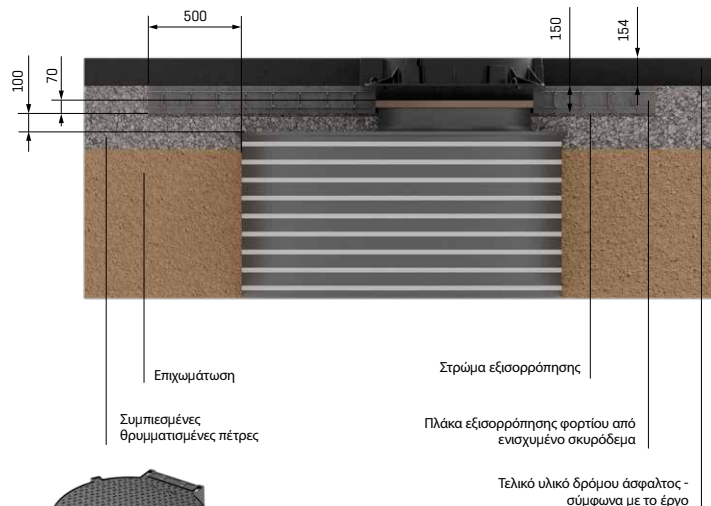 500
100
70
150
154
Επιχωμάτωση
Στρώμα εξισορρόπησης
Συμπιεσμένες
θρυμματισμένες πέτρες
Πλάκα εξισορρόπησης φορτίου από
ενισχυμένο σκυρόδεμα
Τελικό υλικό δρόμου άσφαλτος -
σύμφωνα με το έργο